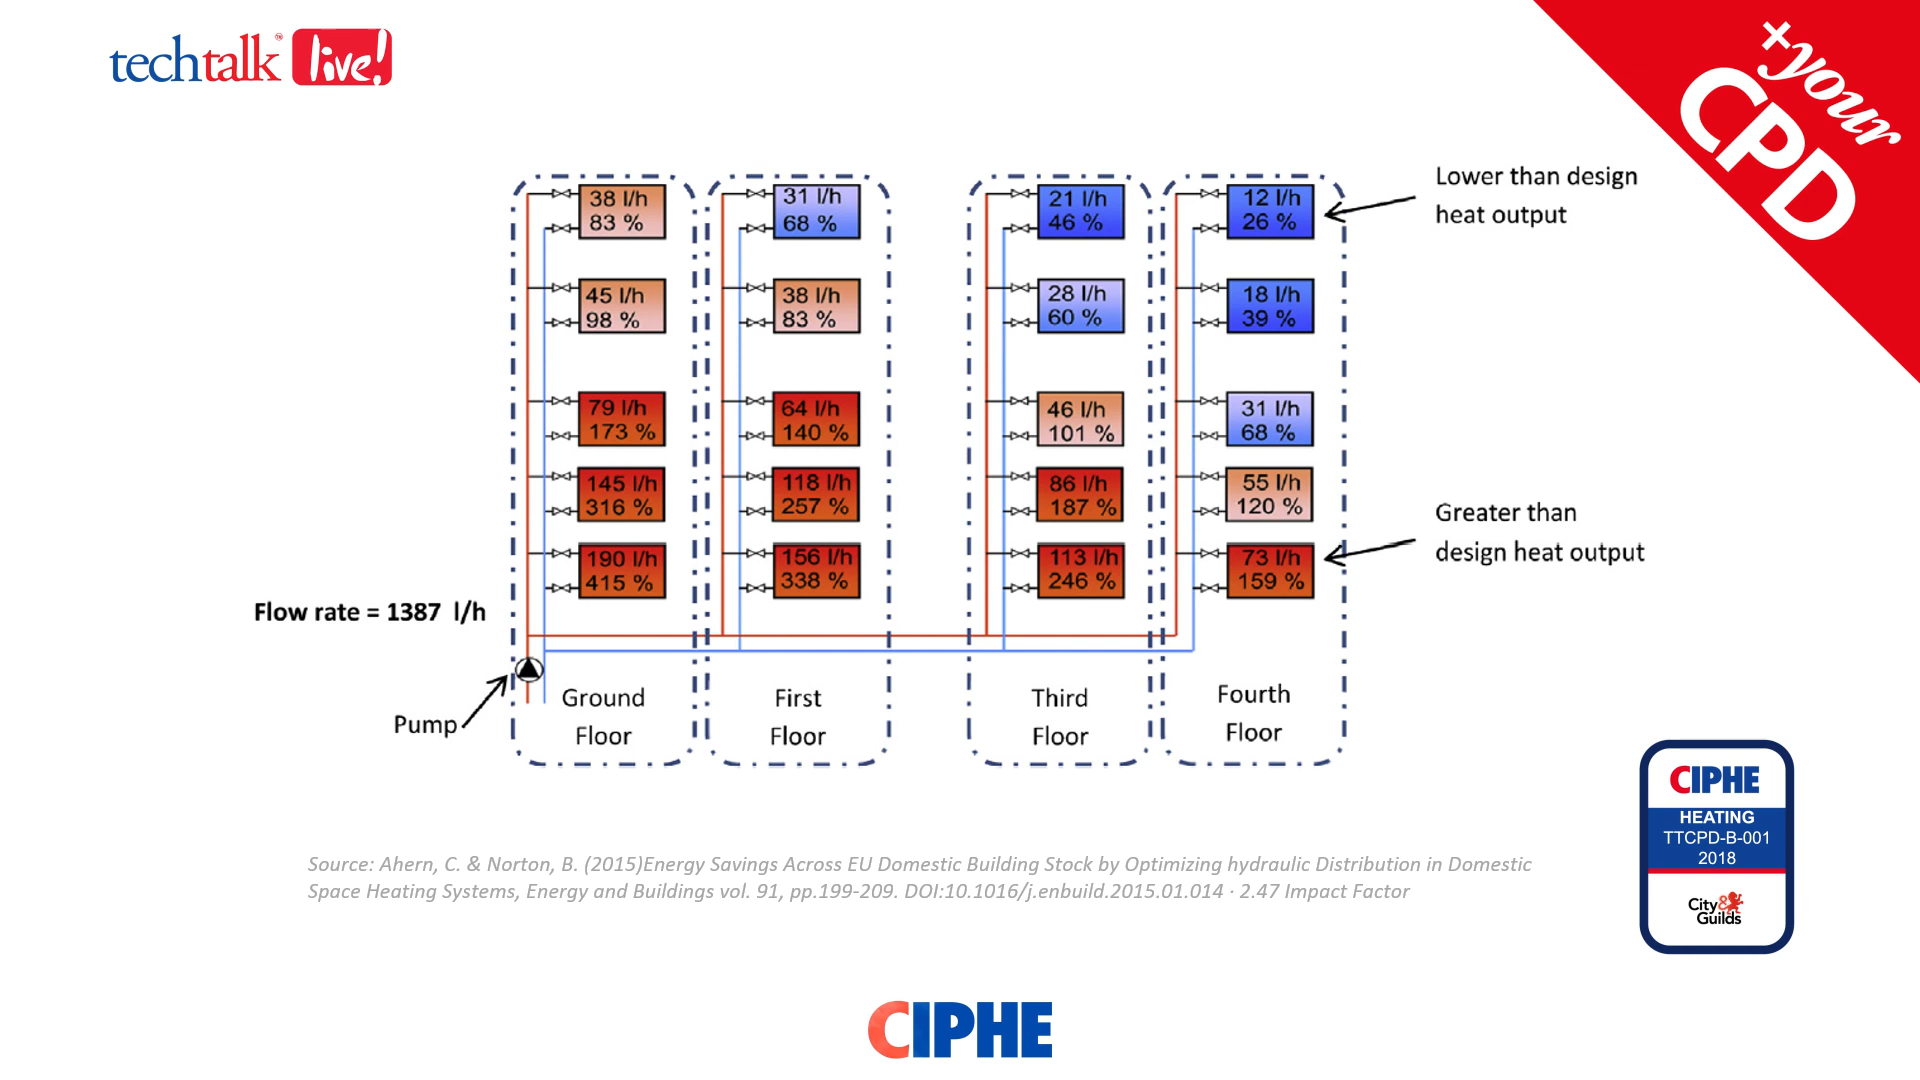 techtalk™ live!
+your
CPD
38 l/h
83 %
45 l/h
98 %
79 l/h
173 %
145 l/h
316 %
190 l/h
415 %
31 l/h
68 %
38 l/h
83 %
64 l/h
140 %
118 l/h
257 %
156 l/h
338 %
21 l/h
46 %
28 l/h
60 %
46 l/h
101 %
86 l/h
187 %
113 l/h
246 %
12 l/h
26 %
18 l/h
39 %
31 l/h
68 %
55 l/h
120 %
73 l/h
159 %
Lower than design
heat output
Greater than
design heat output
Flow rate = 1387 l/h
Pump
Ground
Floor
First
Floor
Third
Floor
Fourth
Floor
Source: Ahern, C. & Norton, B. (2015)Energy Savings Across EU Domestic Building Stock by Optimizing hydraulic Distribution in Domestic
Space Heating Systems, Energy and Buildings vol. 91, pp.199-209. DOI:10.1016/j.enbuild.2015.01.014 · 2.47 Impact Factor
CIPHE
HEATING
TTCPD-B-001
2018
City&
Guilds
CIPHE